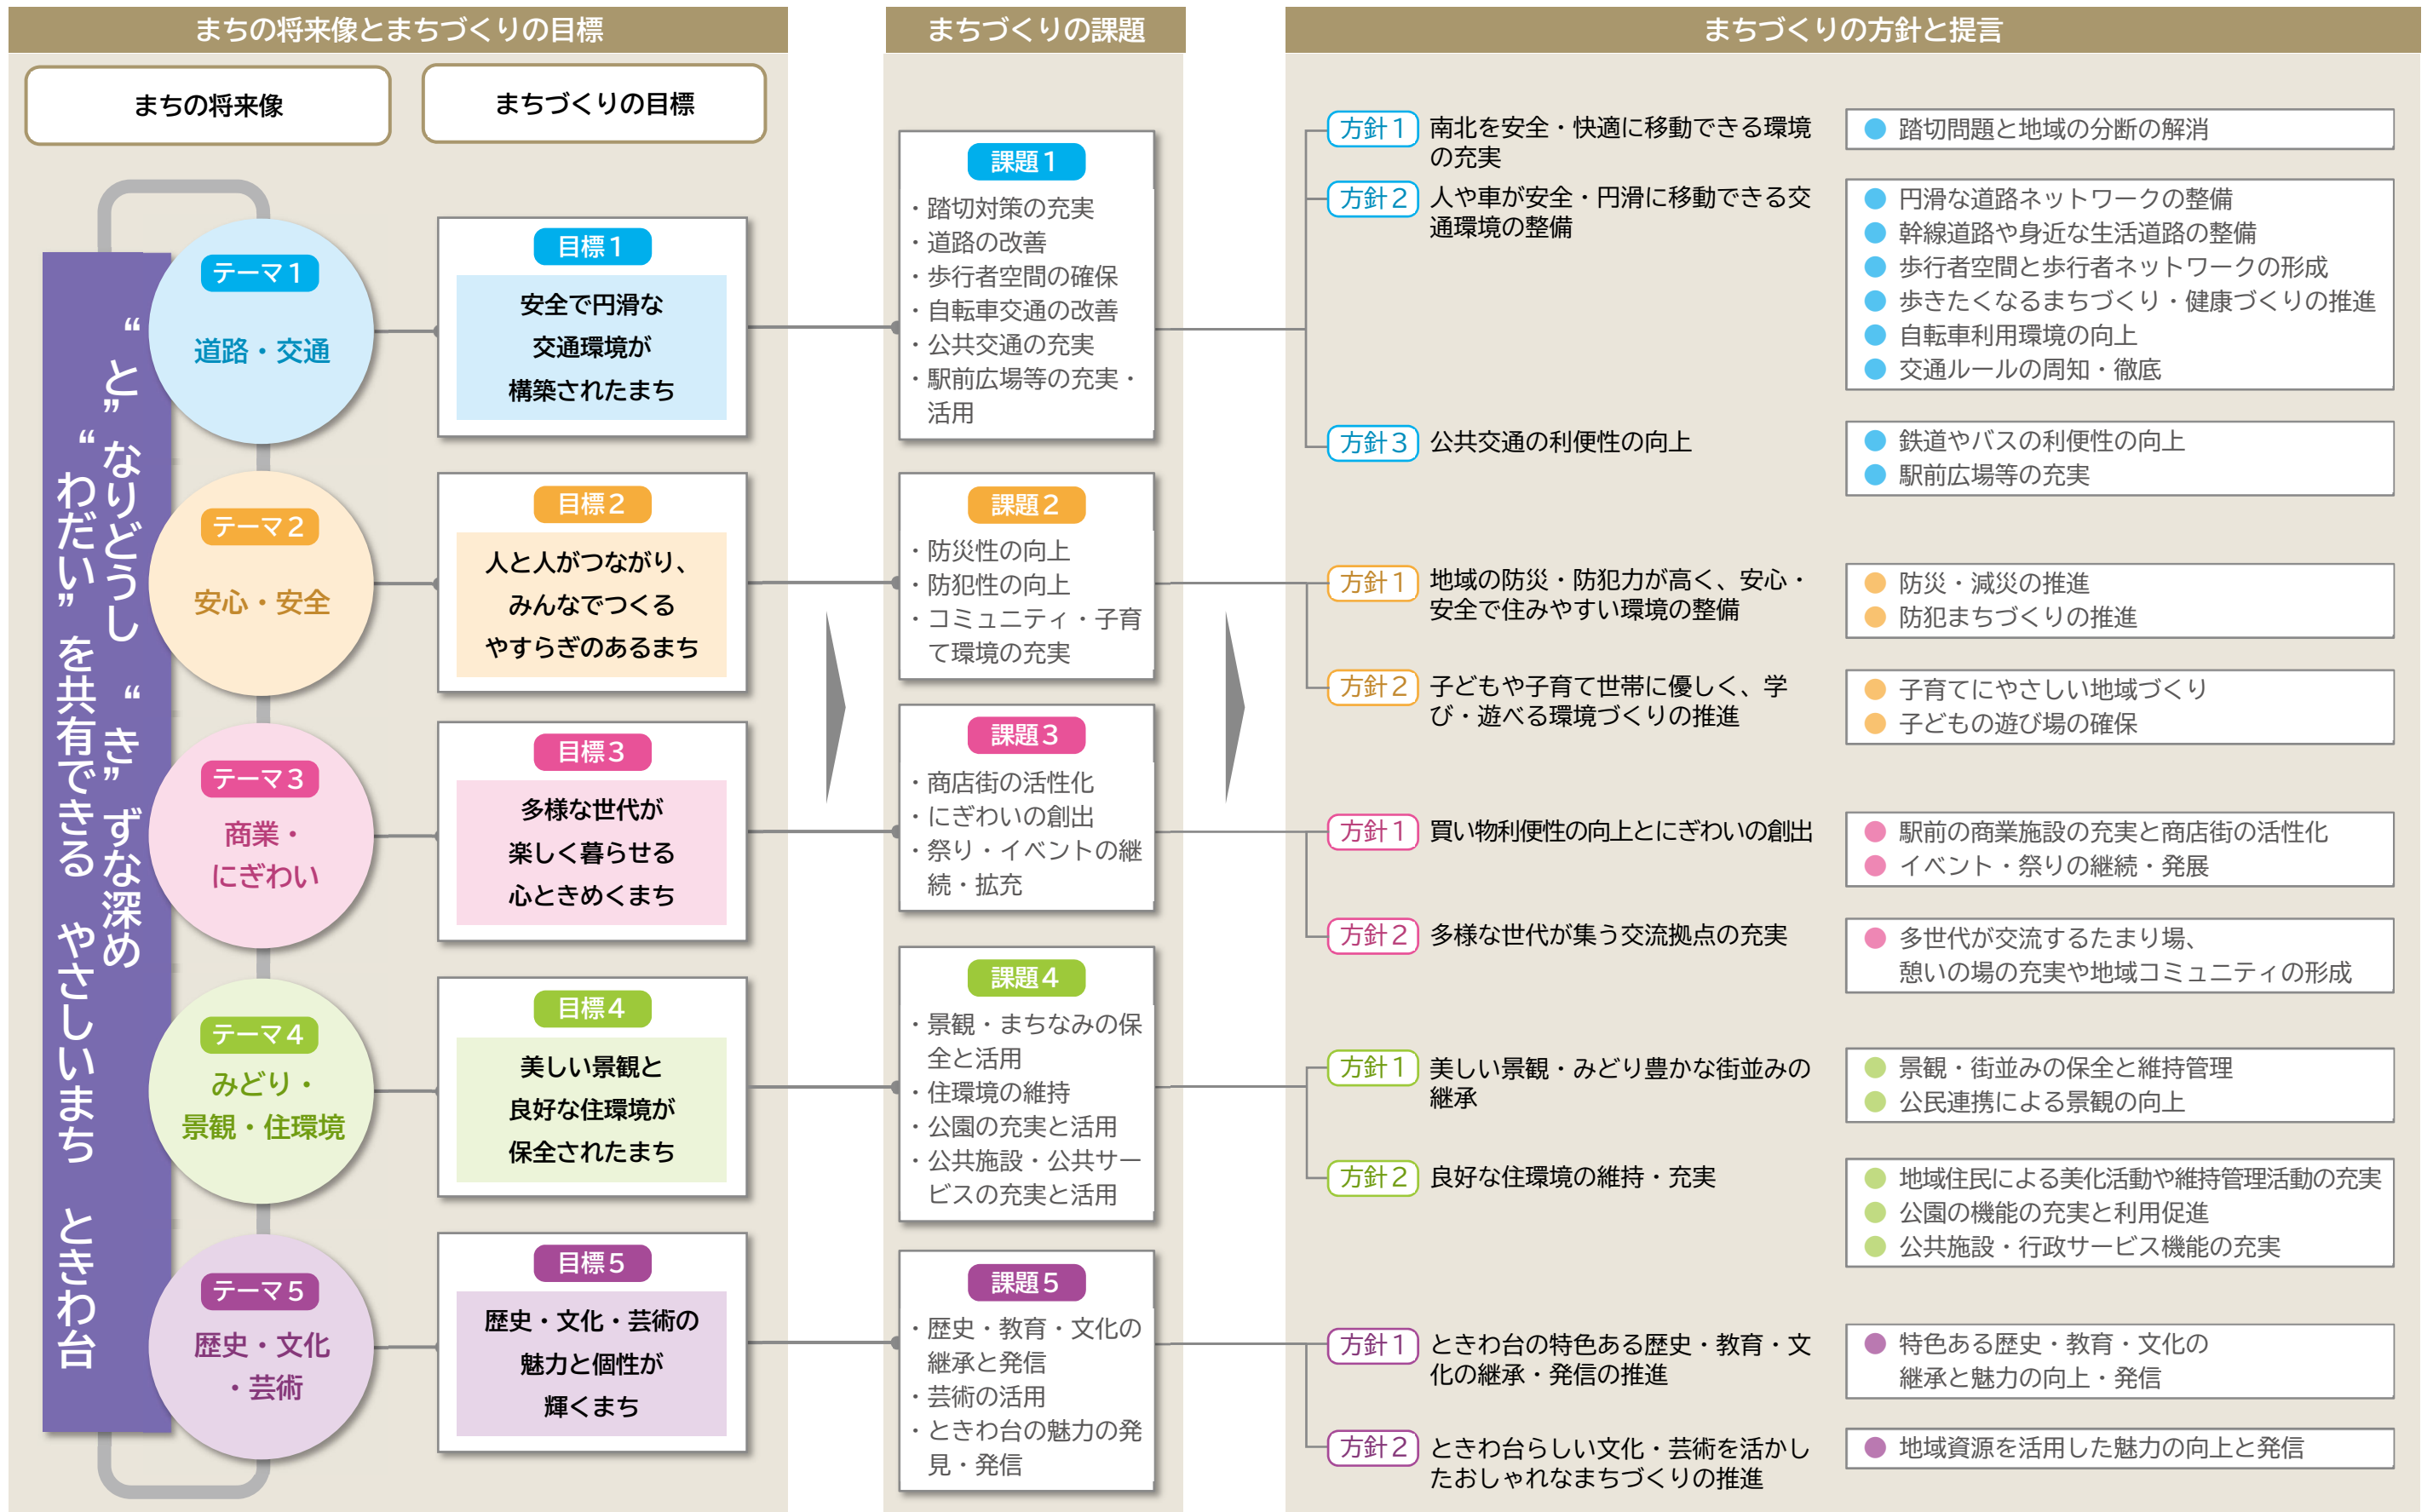 まちの将来像とまちづくりの目標
まちの将来像
まちづくりの目標
“と”なりどうし “き”ずな深め
“わだい”を共有できる やさしいまち ときわ台
テーマ1
道路・交通
目標1
安全で円滑な
交通環境が
構築されたまち
テーマ2
安心・安全
目標2
人と人がつながり、
みんなでつくる
やすらぎのあるまち
テーマ3
商業・
にぎわい
目標3
多様な世代が
楽しく暮らせる
心ときめくまち
テーマ4
みどり・
景観・住環境
目標4
美しい景観と
良好な住環境が
保全されたまち
テーマ5
歴史・文化
・芸術
目標5
歴史・文化・芸術の
魅力と個性が
輝くまち
まちづくりの課題
課題1
・踏切対策の充実
・道路の改善
・歩行者空間の確保
・自転車交通の改善
・公共交通の充実
・駅前広場等の充実・
活用
課題2
・防災性の向上
・防犯性の向上
・コミュニティ・子育
て環境の充実
課題3
・商店街の活性化
・にぎわいの創出
・祭り・イベントの継
続・拡充
課題4
・景観・まちなみの保
全と活用
・住環境の維持
・公園の充実と活用
・公共施設・公共サー
ビスの充実と活用
課題5
・歴史・教育・文化の
継承と発信
・芸術の活用
・ときわ台の魅力の発
見・発信
まちづくりの方針と提言
方針1
南北を安全・快適に移動できる環境
の充実
● 踏切問題と地域の分断の解消
方針2
人や車が安全・円滑に移動できる交
通環境の整備
● 円滑な道路ネットワークの整備
● 幹線道路や身近な生活道路の整備
● 歩行者空間と歩行者ネットワークの形成
● 歩きたくなるまちづくり・健康づくりの推進
● 自転車利用環境の向上
● 交通ルールの周知・徹底
方針3
公共交通の利便性の向上
● 鉄道やバスの利便性の向上
● 駅前広場等の充実
方針1
地域の防災・防犯力が高く、安心・
安全で住みやすい環境の整備
● 防災・減災の推進
● 防犯まちづくりの推進
方針2
子どもや子育て世帯に優しく、学
び・遊べる環境づくりの推進
● 子育てにやさしい地域づくり
● 子どもの遊び場の確保
方針1
買い物利便性の向上とにぎわいの創出
● 駅前の商業施設の充実と商店街の活性化
● イベント・祭りの継続・発展
方針2
多様な世代が集う交流拠点の充実
● 多世代が交流するたまり場、
憩いの場の充実や地域コミュニティの形成
方針1
美しい景観・みどり豊かな街並みの
継承
● 景観・街並みの保全と維持管理
● 公民連携による景観の向上
方針2
良好な住環境の維持・充実
● 地域住民による美化活動や維持管理活動の充実
● 公園の機能の充実と利用促進
● 公共施設・行政サービス機能の充実
方針1
ときわ台の特色ある歴史・教育・文
化の継承・発信の推進
● 特色ある歴史・教育・文化の
継承と魅力の向上・発信
方針2
ときわ台らしい文化・芸術を活かし
たおしゃれなまちづくりの推進
● 地域資源を活用した魅力の向上と発信